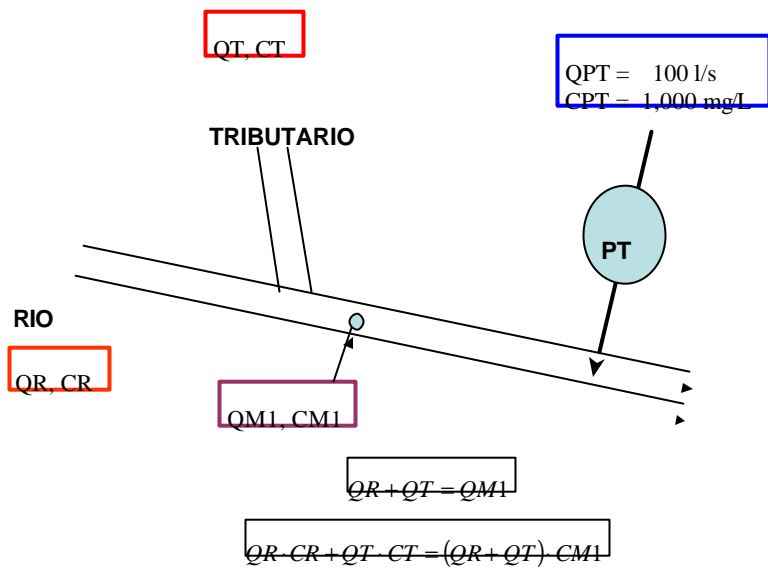 QT, CT
QPT = 100 l/s
CPT = 1,000 mg/L
TRIBUTARIO
PT
RIO
QR, CR
QM1, CM1
QR + QT = QM1
QR · CR + QT · CT = (QR + QT) · CM1